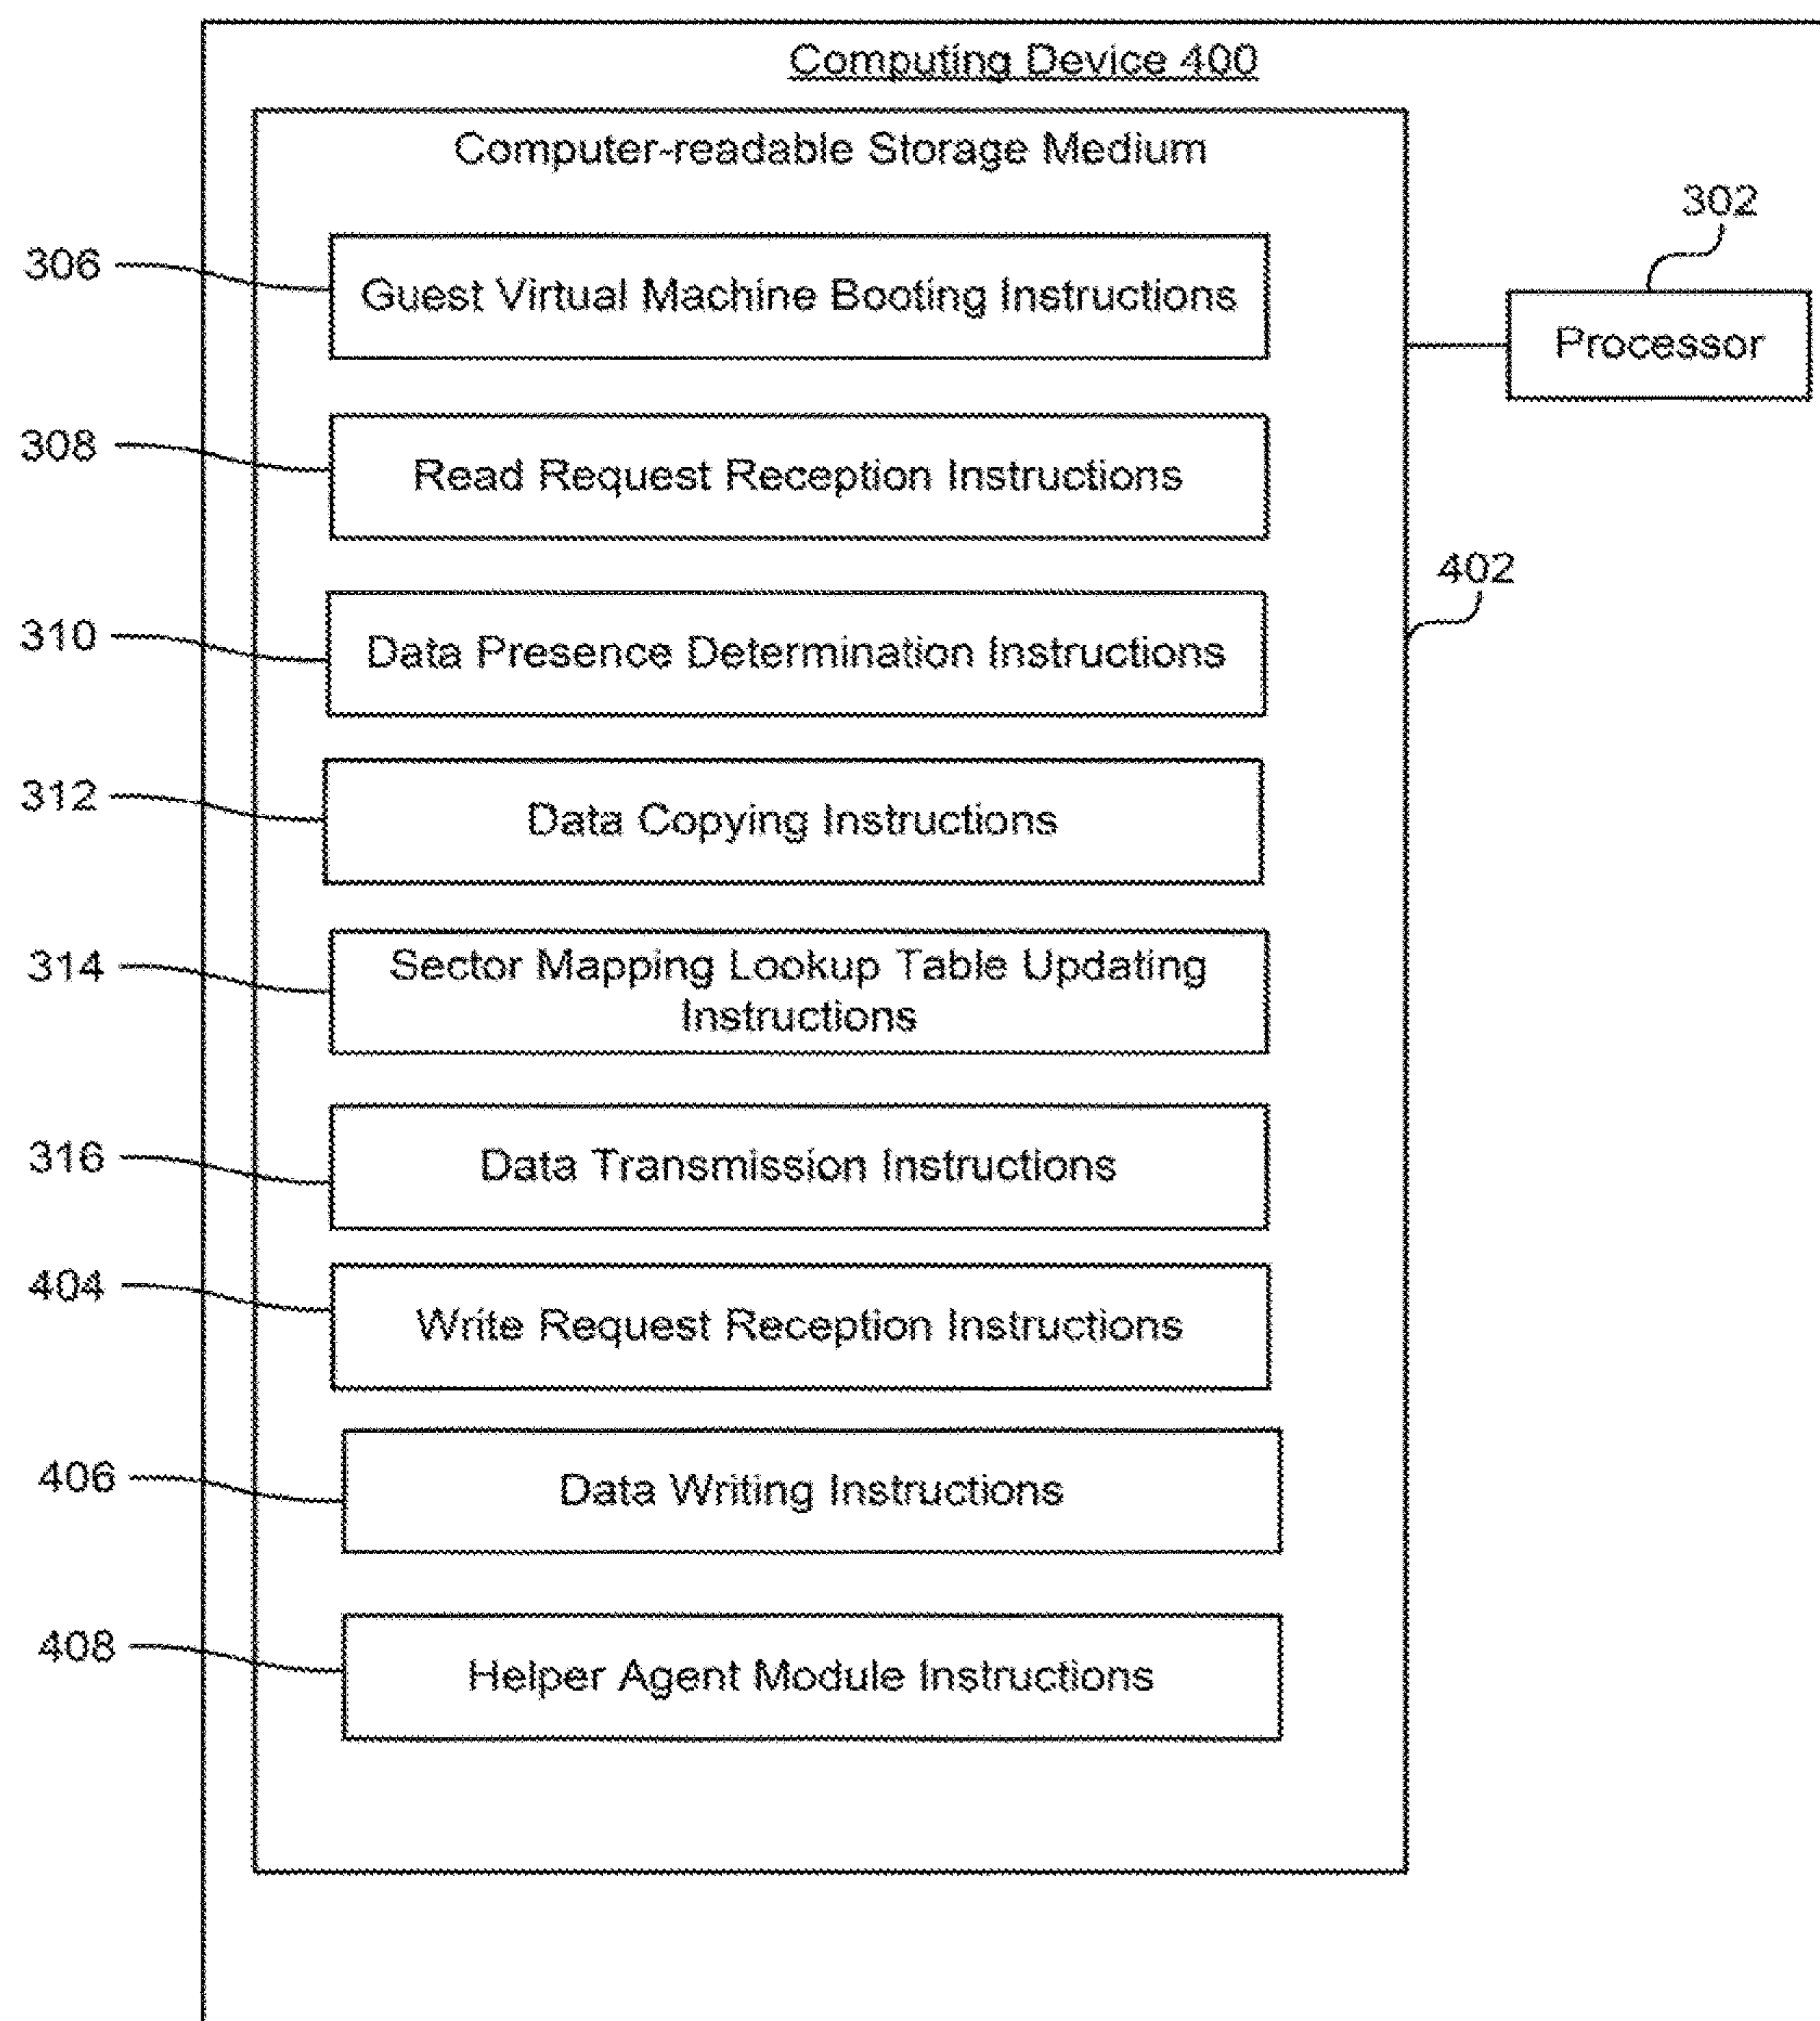 Computing Device 400
Computer-readable Storage Medium
302
306
Guest Virtual Machine Booting Instructions
Processor
308
Read Request Reception Instructions
402
310
Data Presence Determination Instructions
312
Data Copying Instructions
314
Sector Mapping Lookup Table Updating
Instructions
316
Data Transmission Instructions
404
Write Request Reception Instructions
406
Data Writing Instructions
408
Helper Agent Module Instructions